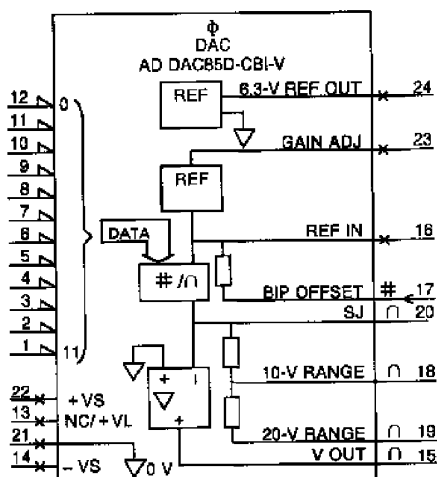 Φ
DAC
AD DAC85D-CBI-V
12 0
11
10
9
8
7
6
5
4
3
2
1 11
22 +VS
13 NC/+VL
21
14 −VS
0 V
DATA
REF
REF
#/∩
+ −
+
6.3-V REF OUT 24
GAIN ADJ 23
REF IN 16
BIP OFFSET # 17
SJ ∩ 20
10-V RANGE ∩ 18
20-V RANGE ∩ 19
V OUT ∩ 15